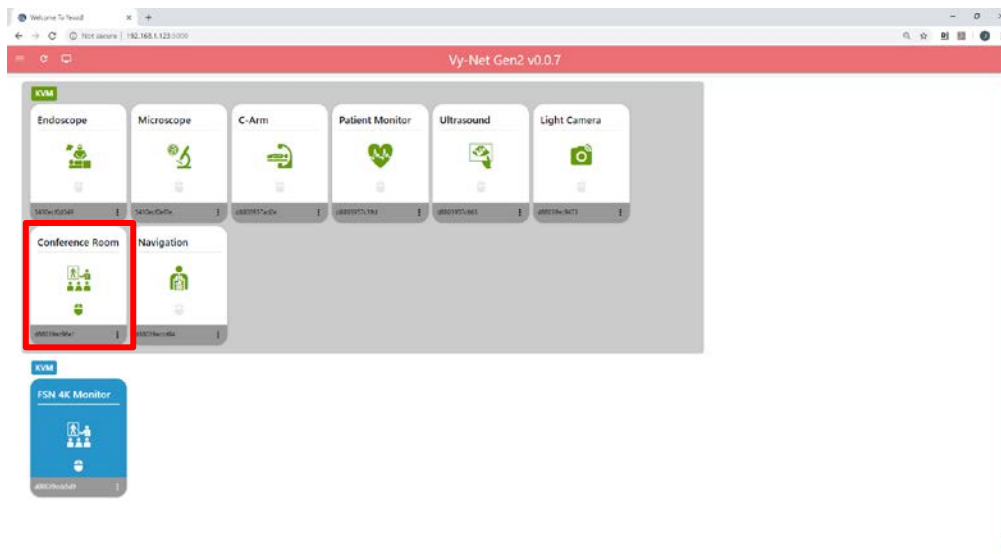 Welcome To Yeuud
Not secure | 192.168.1.123:5000
Vy-Net Gen2 v0.0.7
KVM
Endoscope
Microscope
C-Arm
Patient Monitor
Ultrasound
Light Camera
Conference Room
Navigation
KVM
FSN 4K Monitor